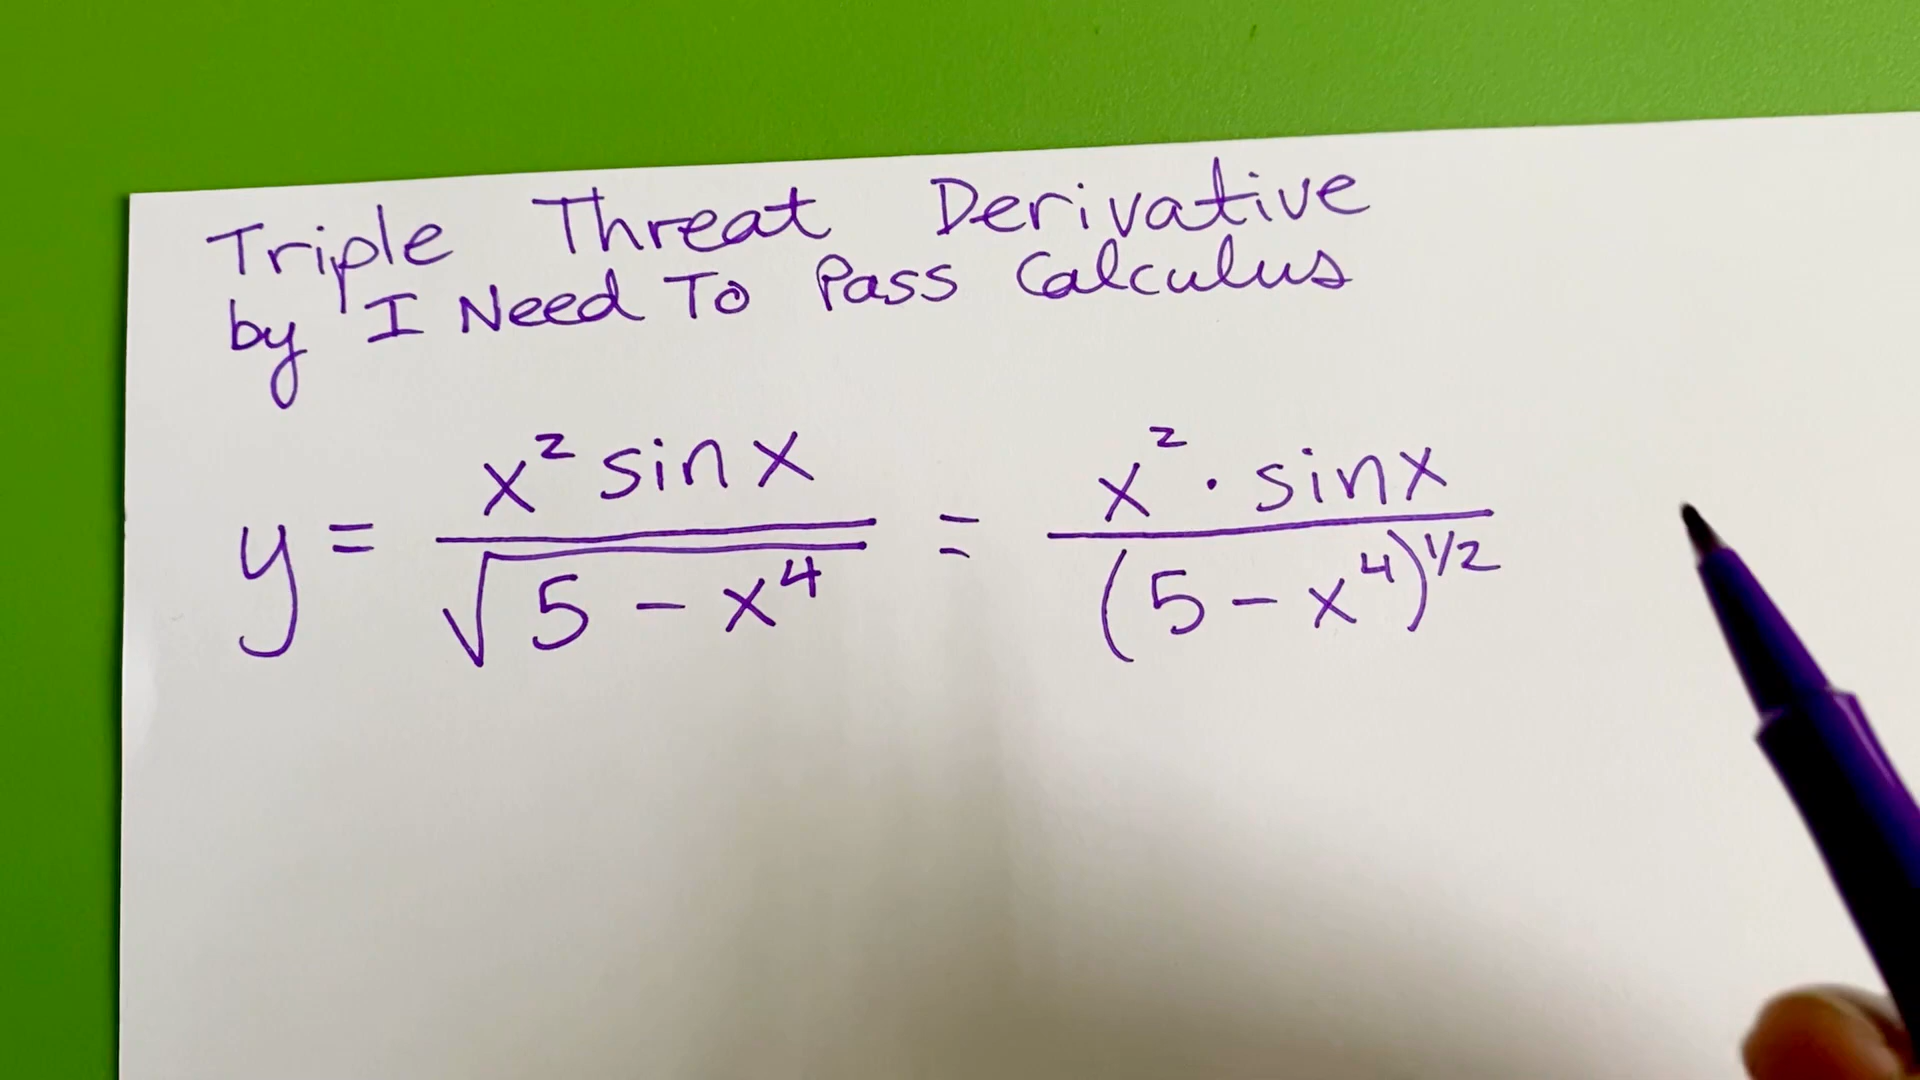 Triple Threat Derivative
by I Need To Pass Calculus
y = x² sin x / √(5 - x⁴) = x² · sin x / (5 - x⁴)^1/2